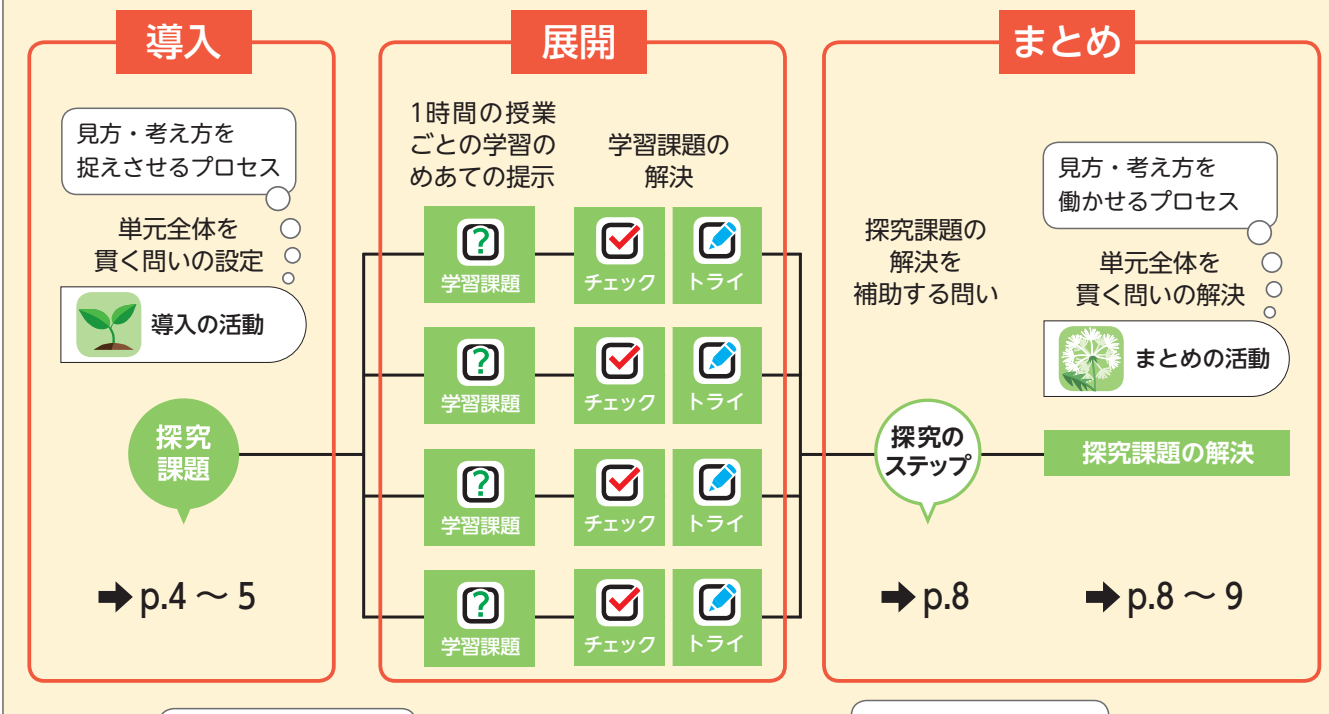 導入
見方・考え方を
捉えさせるプロセス
単元全体を
貫く問いの設定
導入の活動
探究
課題
➡ p.4 ～ 5
展開
1時間の授業
ごとの学習の
めあての提示
学習課題の
解決
?
学習課題
チェック
トライ
?
学習課題
チェック
トライ
?
学習課題
チェック
トライ
?
学習課題
チェック
トライ
まとめ
探究課題の
解決を
補助する問い
探究の
ステップ
➡ p.8
見方・考え方を
働かせるプロセス
単元全体を
貫く問いの解決
まとめの活動
探究課題の解決
➡ p.8 ～ 9